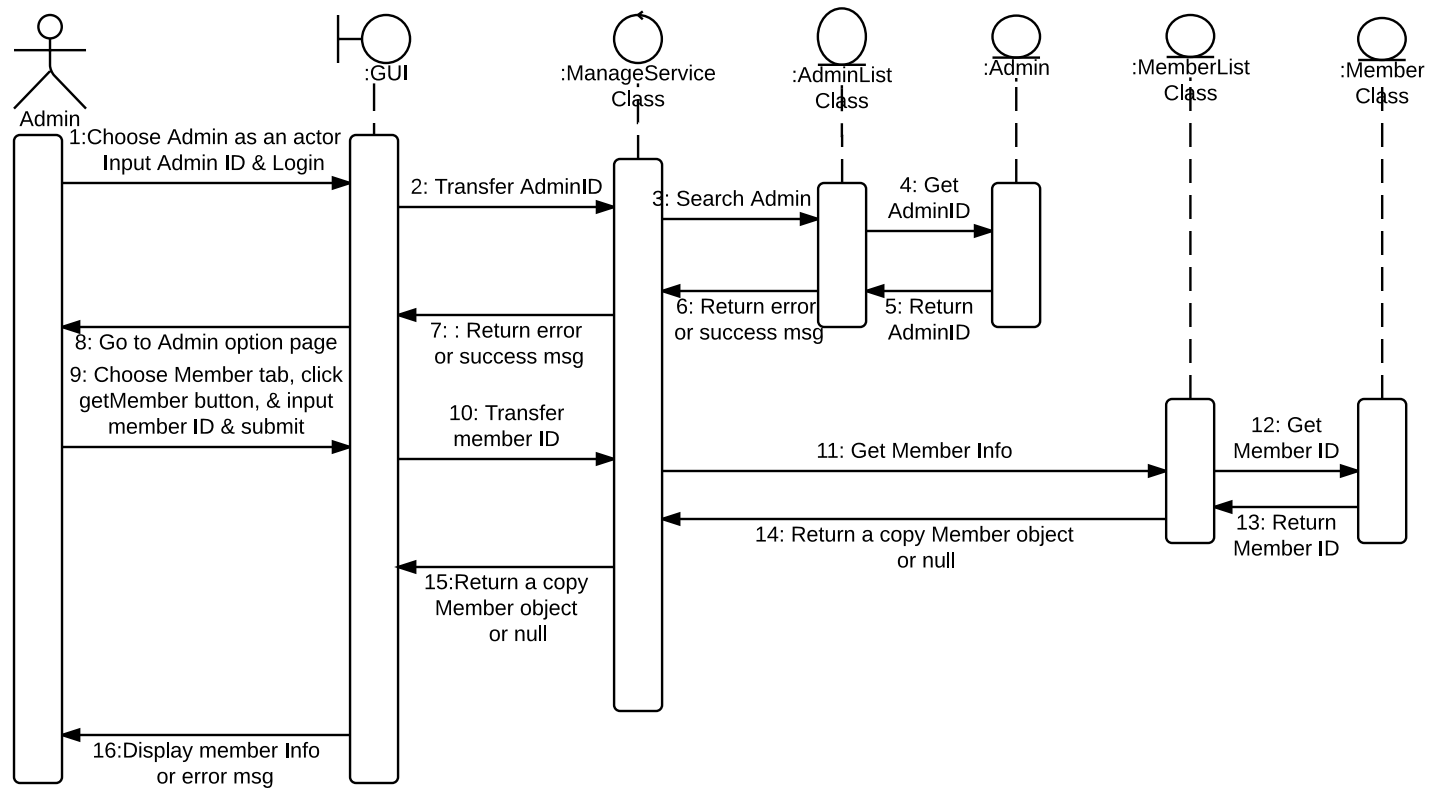 Admin
:GUI
:ManageService
Class
:AdminList
Class
:Admin
:MemberList
Class
:Member
Class
1:Choose Admin as an actor
Input Admin ID & Login
2: Transfer AdminID
3: Search Admin
4: Get
AdminID
5: Return
AdminID
6: Return error
or success msg
7: : Return error
or success msg
8: Go to Admin option page
9: Choose Member tab, click
getMember button, & input
member ID & submit
10: Transfer
member ID
11: Get Member Info
12: Get
Member ID
13: Return
Member ID
14: Return a copy Member object
or null
15:Return a copy
Member object
or null
16:Display member Info
or error msg